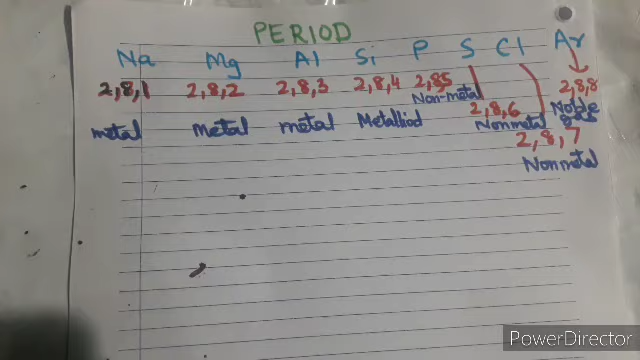 PERIOD
Na Mg Al Si P S Cl Ar
2,8,1 2,8,2 2,8,3 2,8,4 2,8,5 2,8,8
Non-metal 2,8,6 Noble gas
metal metal metal Metalliod Nonmetal
2,8,7
Nonmetal
PowerDirector